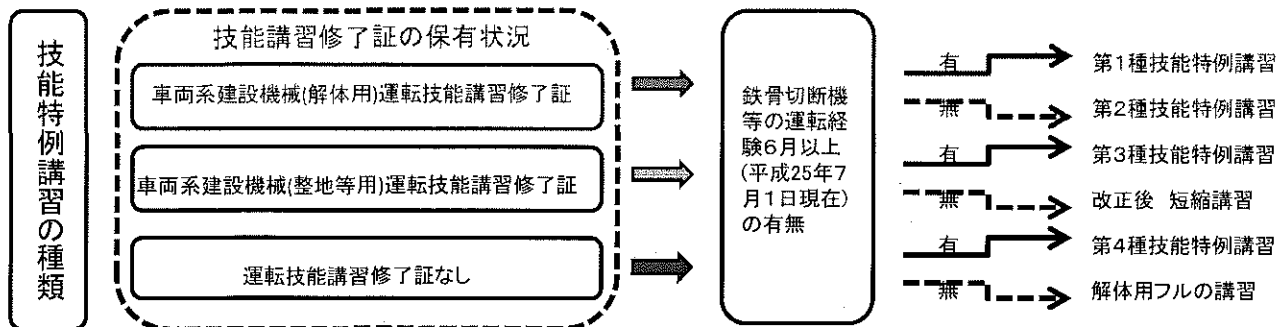 技能特例講習の種類
技能講習修了証の保有状況
車両系建設機械(解体用)運転技能講習修了証
車両系建設機械(整地等用)運転技能講習修了証
運転技能講習修了証なし
鉄骨切断機
等の運転経
験6月以上
(平成25年7
月1日現在)
の有無
有
第1種技能特例講習
無
第2種技能特例講習
有
第3種技能特例講習
無
改正後 短縮講習
有
第4種技能特例講習
無
解体用フルの講習